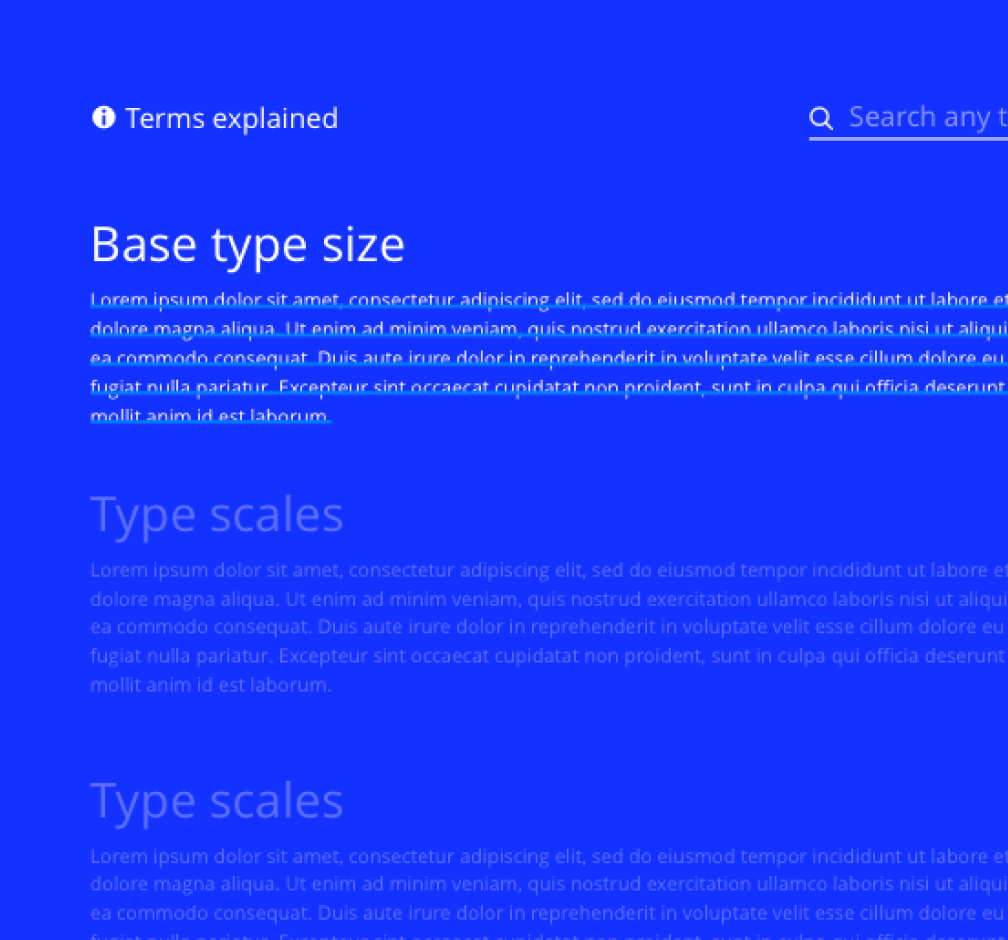 Terms explained
Search any t
Base type size
Lorem ipsum dolor sit amet, consectetur adipiscing elit, sed do eiusmod tempor incididunt ut labore et
dolore magna aliqua. Ut enim ad minim veniam, quis nostrud exercitation ullamco laboris nisi ut aliqui
ea commodo consequat. Duis aute irure dolor in reprehenderit in voluptate velit esse cillum dolore eu
fugiat nulla pariatur. Excepteur sint occaecat cupidatat non proident, sunt in culpa qui officia deserunt
mollit anim id est laborum.
Type scales
Lorem ipsum dolor sit amet, consectetur adipiscing elit, sed do eiusmod tempor incididunt ut labore et
dolore magna aliqua. Ut enim ad minim veniam, quis nostrud exercitation ullamco laboris nisi ut aliqui
ea commodo consequat. Duis aute irure dolor in reprehenderit in voluptate velit esse cillum dolore eu
fugiat nulla pariatur. Excepteur sint occaecat cupidatat non proident, sunt in culpa qui officia deserunt
mollit anim id est laborum.
Type scales
Lorem ipsum dolor sit amet, consectetur adipiscing elit, sed do eiusmod tempor incididunt ut labore et
dolore magna aliqua. Ut enim ad minim veniam, quis nostrud exercitation ullamco laboris nisi ut aliqui
ea commodo consequat. Duis aute irure dolor in reprehenderit in voluptate velit esse cillum dolore eu